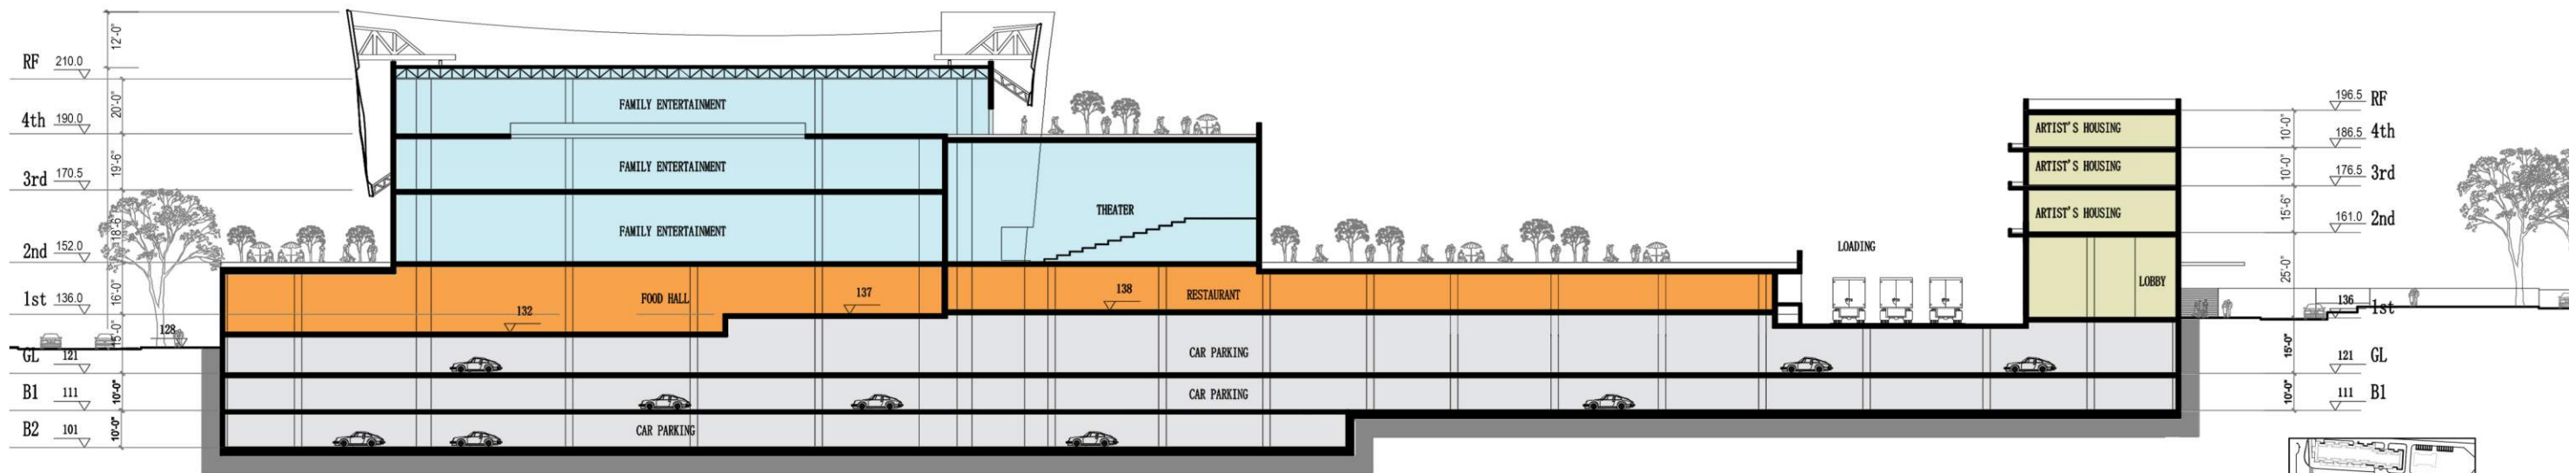 12'-0"
RF 210.0
20'-0"
4th 190.0
19'-6"
3rd 170.5
18'-6"
2nd 152.0
16'-0"
1st 136.0
128
15'-0"
GL 121
10'-0"
B1 111
10'-0"
B2 101
FAMILY ENTERTAINMENT
FAMILY ENTERTAINMENT
FAMILY ENTERTAINMENT
THEATER
FOOD HALL
132
137
138
RESTAURANT
CAR PARKING
CAR PARKING
CAR PARKING
LOADING
ARTIST'S HOUSING
ARTIST'S HOUSING
ARTIST'S HOUSING
LOBBY
196.5 RF
10'-0"
186.5 4th
10'-0"
176.5 3rd
15'-6"
161.0 2nd
25'-0"
136 1st
15'-0"
121 GL
10'-0"
111 B1